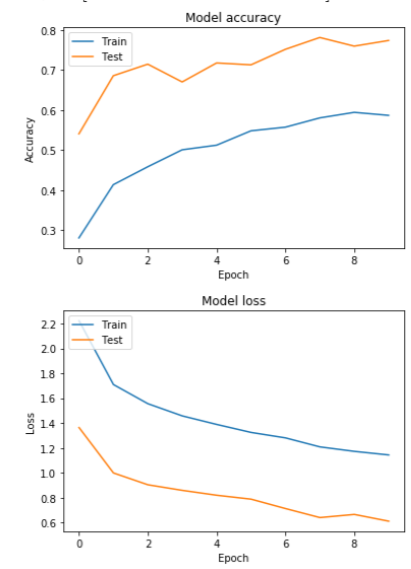 Model accuracy
Train
Test
0.8
0.7
0.6
0.5
0.4
0.3
Accuracy
0 2 4 6 8
Epoch
Model loss
Train
Test
2.2
2.0
1.8
1.6
1.4
1.2
1.0
0.8
0.6
Loss
0 2 4 6 8
Epoch